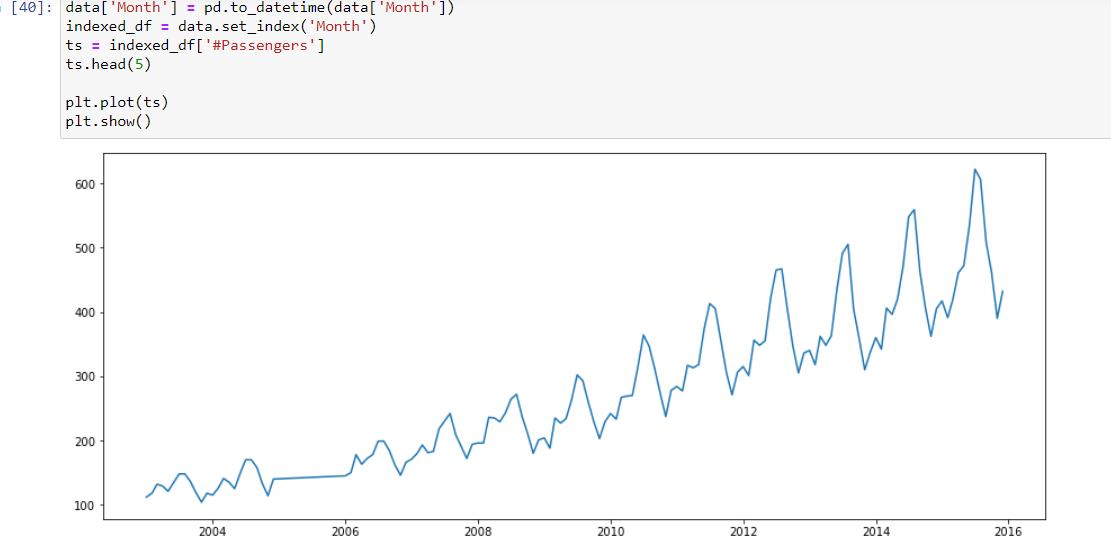 [40]: data['Month'] = pd.to_datetime(data['Month'])
indexed_df = data.set_index('Month')
ts = indexed_df['#Passengers']
ts.head(5)
plt.plot(ts)
plt.show()
600
500
400
300
200
100
2004 2006 2008 2010 2012 2014 2016